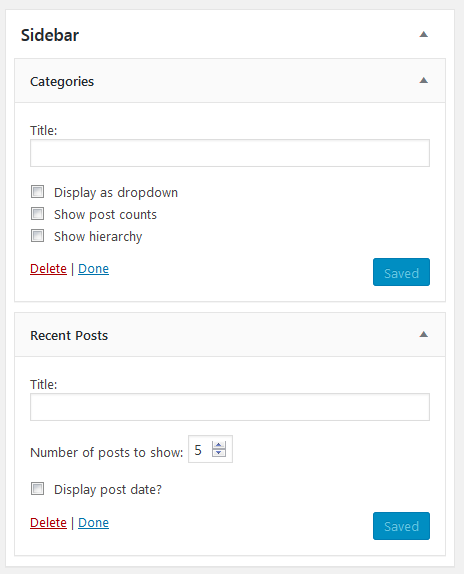 Sidebar
Categories
Title:
Display as dropdown
Show post counts
Show hierarchy
Delete | Done
Saved
Recent Posts
Title:
Number of posts to show: 5
Display post date?
Delete | Done
Saved